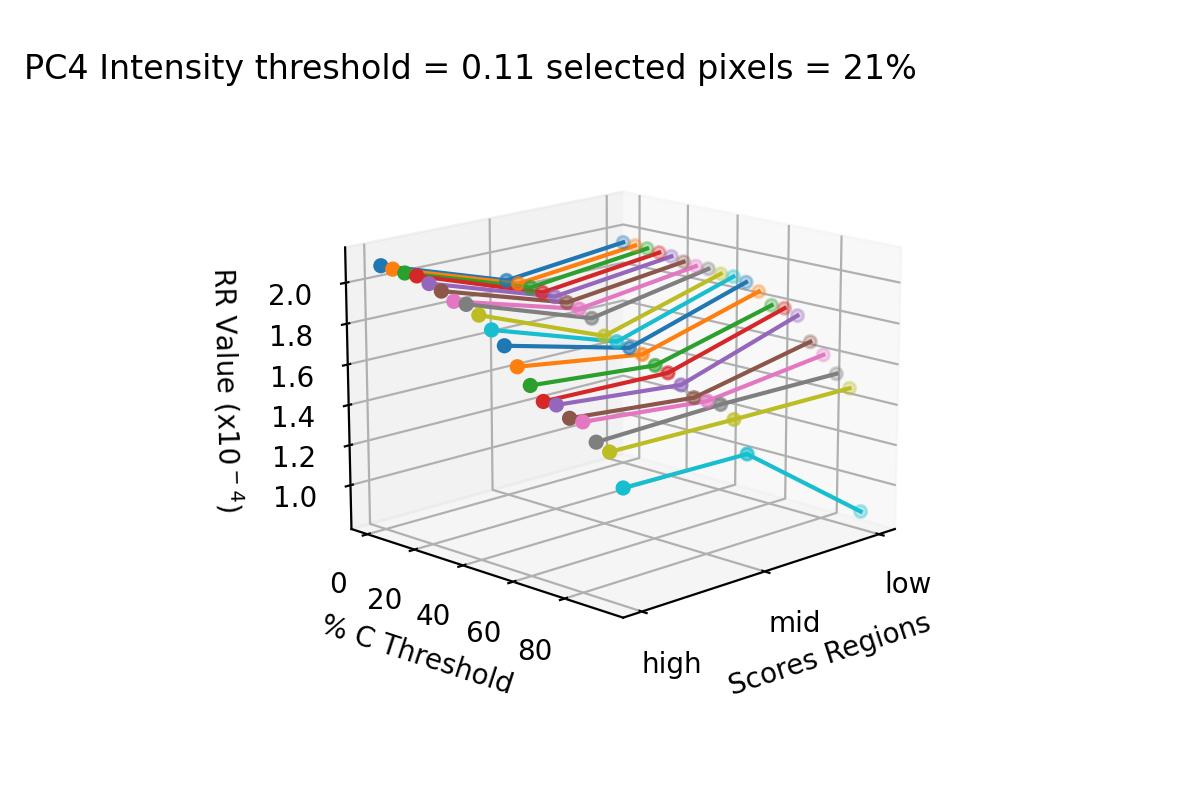 PC4 Intensity threshold = 0.11 selected pixels = 21%
RR Value (x10⁻⁴)
2.0
1.8
1.6
1.4
1.2
1.0
0
20
40
60
80
% C Threshold
high
mid
low
Scores Regions